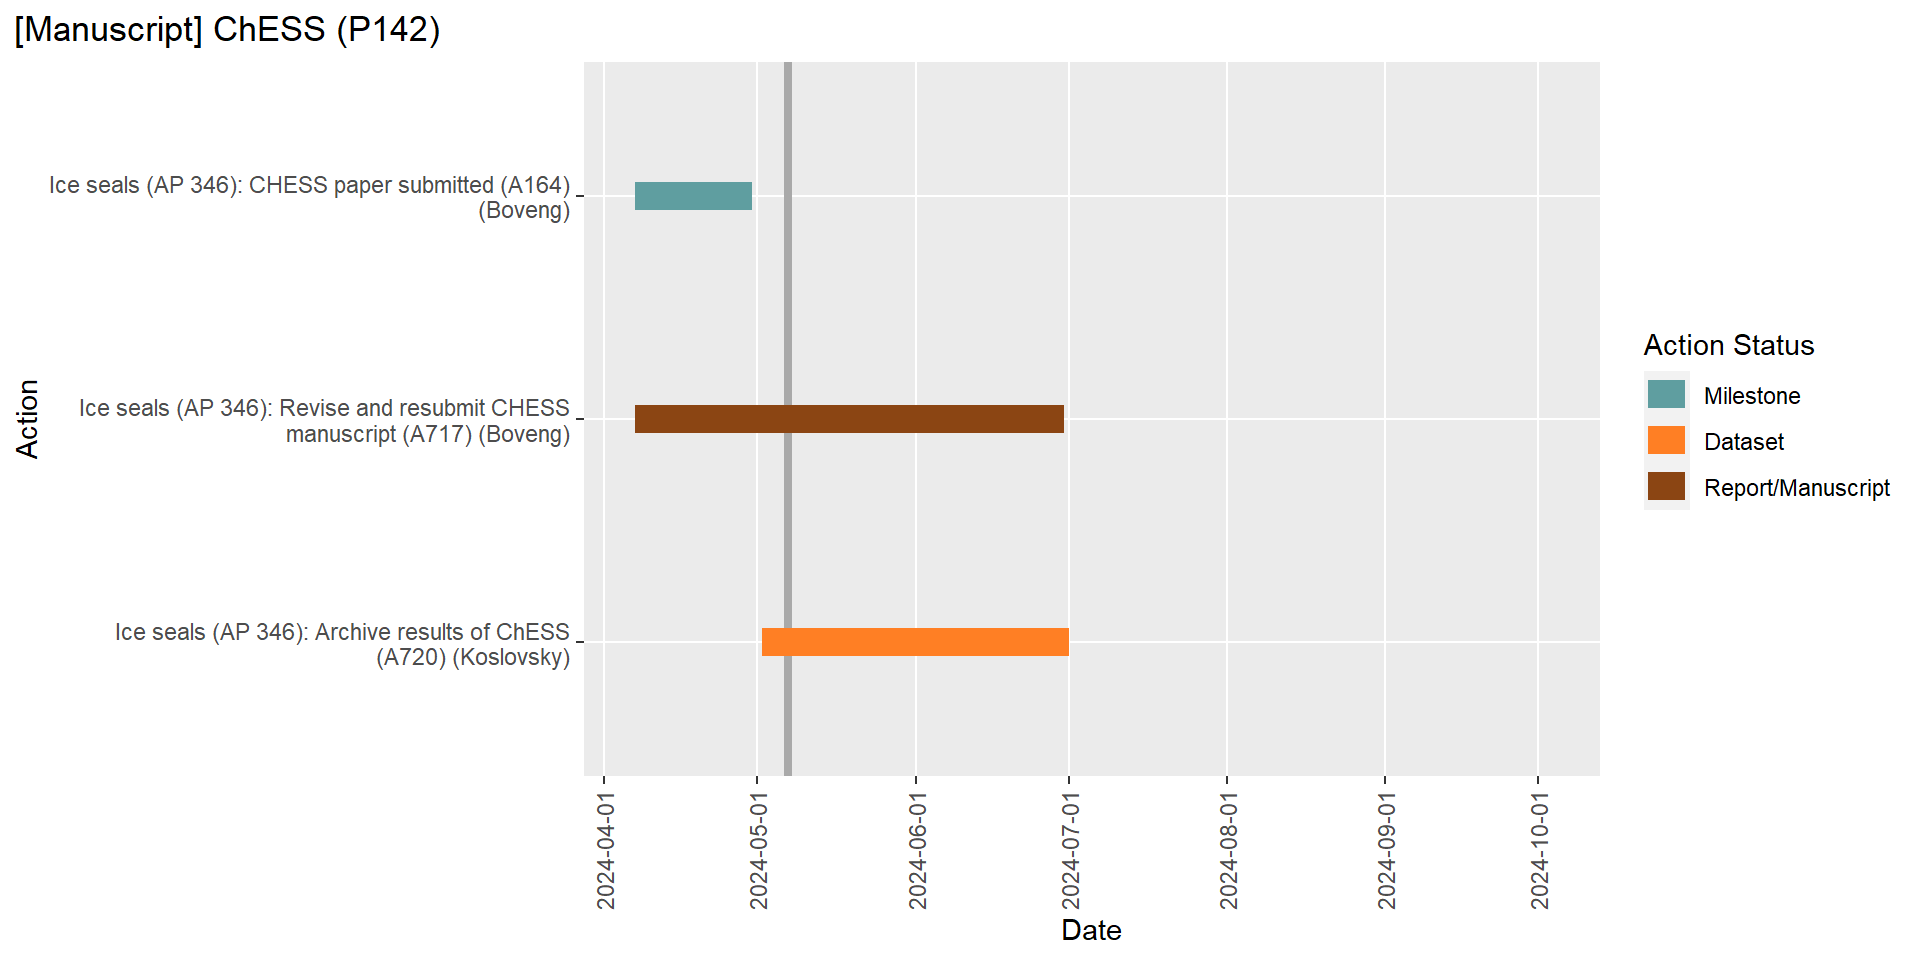 [Manuscript] ChESS (P142)
Ice seals (AP 346): CHESS paper submitted (A164)
(Boveng)
Ice seals (AP 346): Revise and resubmit CHESS
manuscript (A717) (Boveng)
Ice seals (AP 346): Archive results of ChESS
(A720) (Koslovsky)
Action
2024-04-01
2024-05-01
2024-06-01
2024-07-01
2024-08-01
2024-09-01
2024-10-01
Date
Action Status
Milestone
Dataset
Report/Manuscript